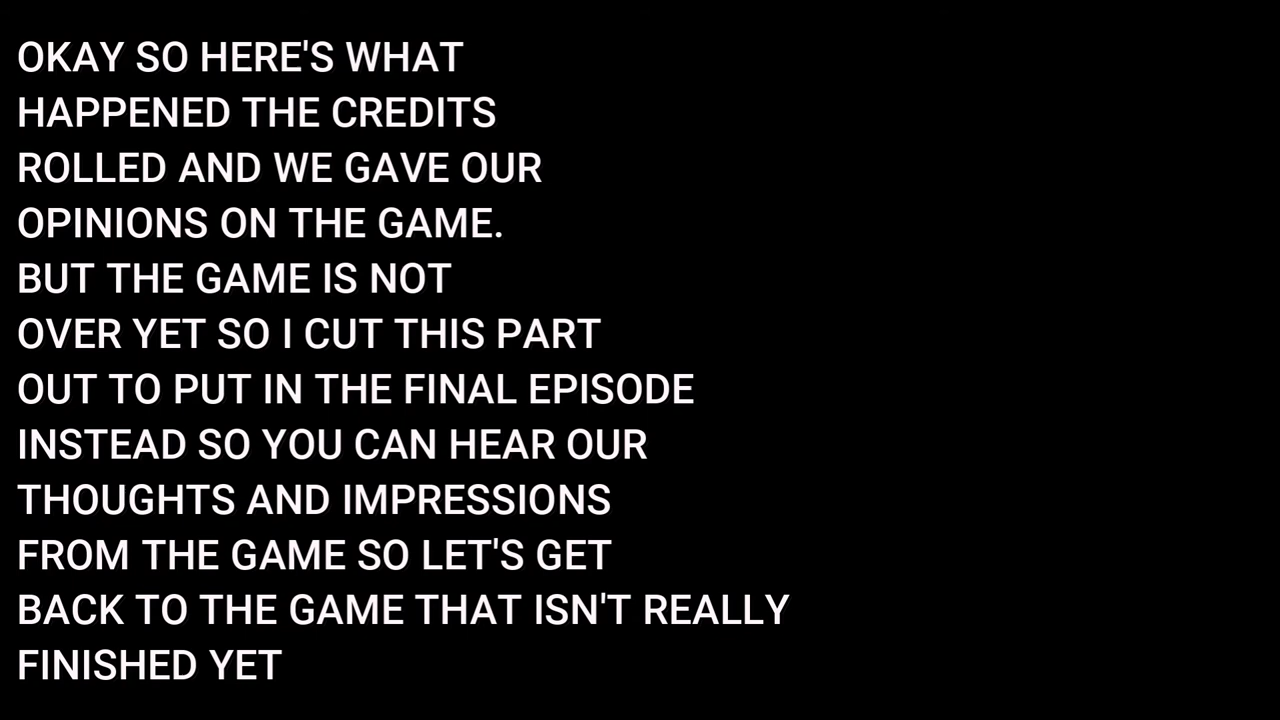 OKAY SO HERE'S WHAT
HAPPENED THE CREDITS
ROLLED AND WE GAVE OUR
OPINIONS ON THE GAME.
BUT THE GAME IS NOT
OVER YET SO I CUT THIS PART
OUT TO PUT IN THE FINAL EPISODE
INSTEAD SO YOU CAN HEAR OUR
THOUGHTS AND IMPRESSIONS
FROM THE GAME SO LET'S GET
BACK TO THE GAME THAT ISN'T REALLY
FINISHED YET